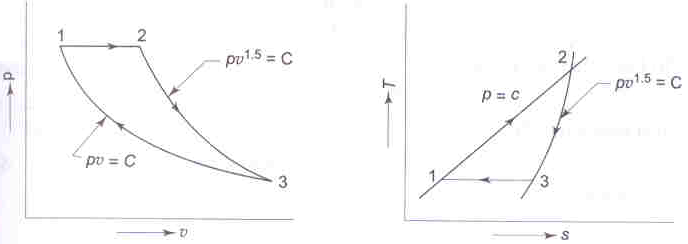 1
2
pv^1.5 = C
p
pv = C
3
v
2
pv^1.5 = C
p = c
T
1
3
s